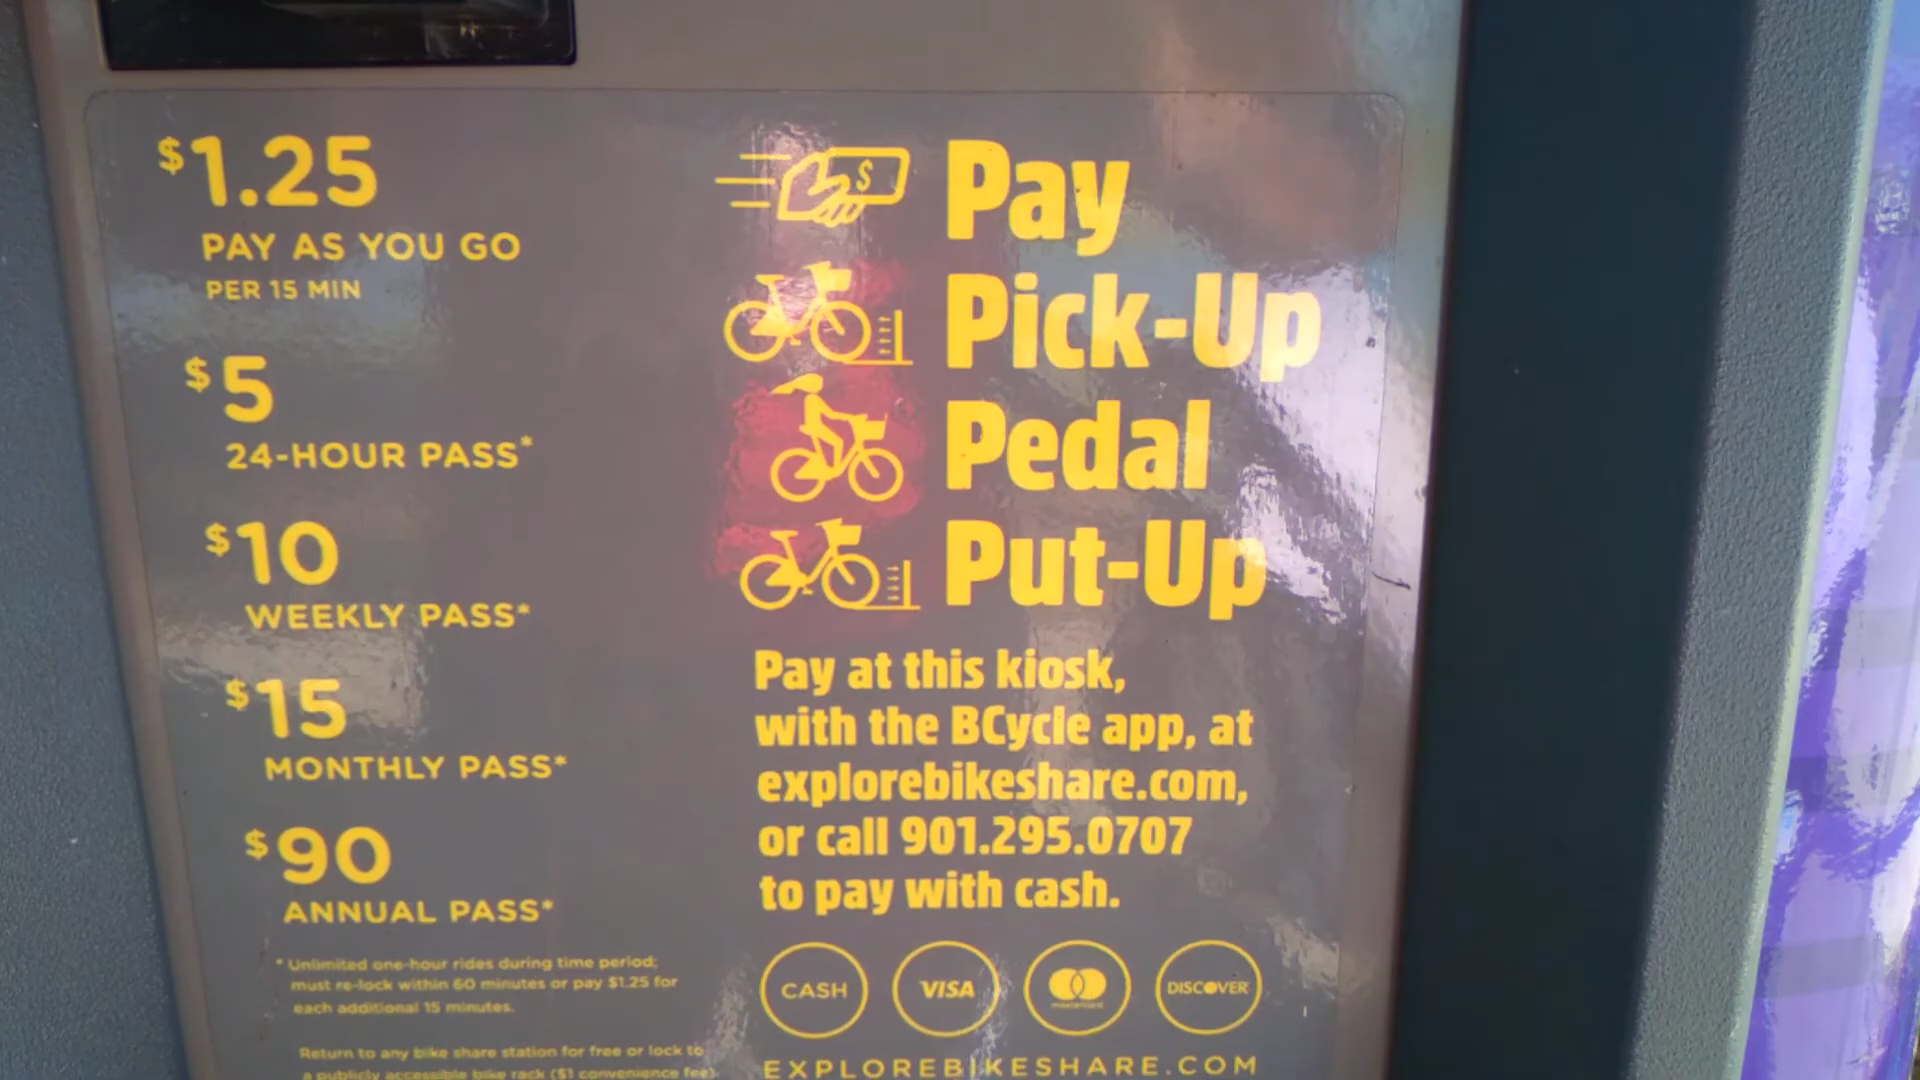 $1.25
PAY AS YOU GO
PER 15 MIN
$5
24-HOUR PASS*
$10
WEEKLY PASS*
$15
MONTHLY PASS*
$90
ANNUAL PASS*
* Unlimited one-hour rides during time period;
must re-lock within 60 minutes or pay $1.25 for
each additional 15 minutes.
Return to any bike share station for free or lock to
a publicly accessible bike rack ($1 convenience fee).
$
Pay
Pick-Up
Pedal
Put-Up
Pay at this kiosk,
with the BCycle app, at
explorebikeshare.com,
or call 901.295.0707
to pay with cash.
CASH
VISA
mastercard
DISCOVER
EXPLOREBIKESHARE.COM